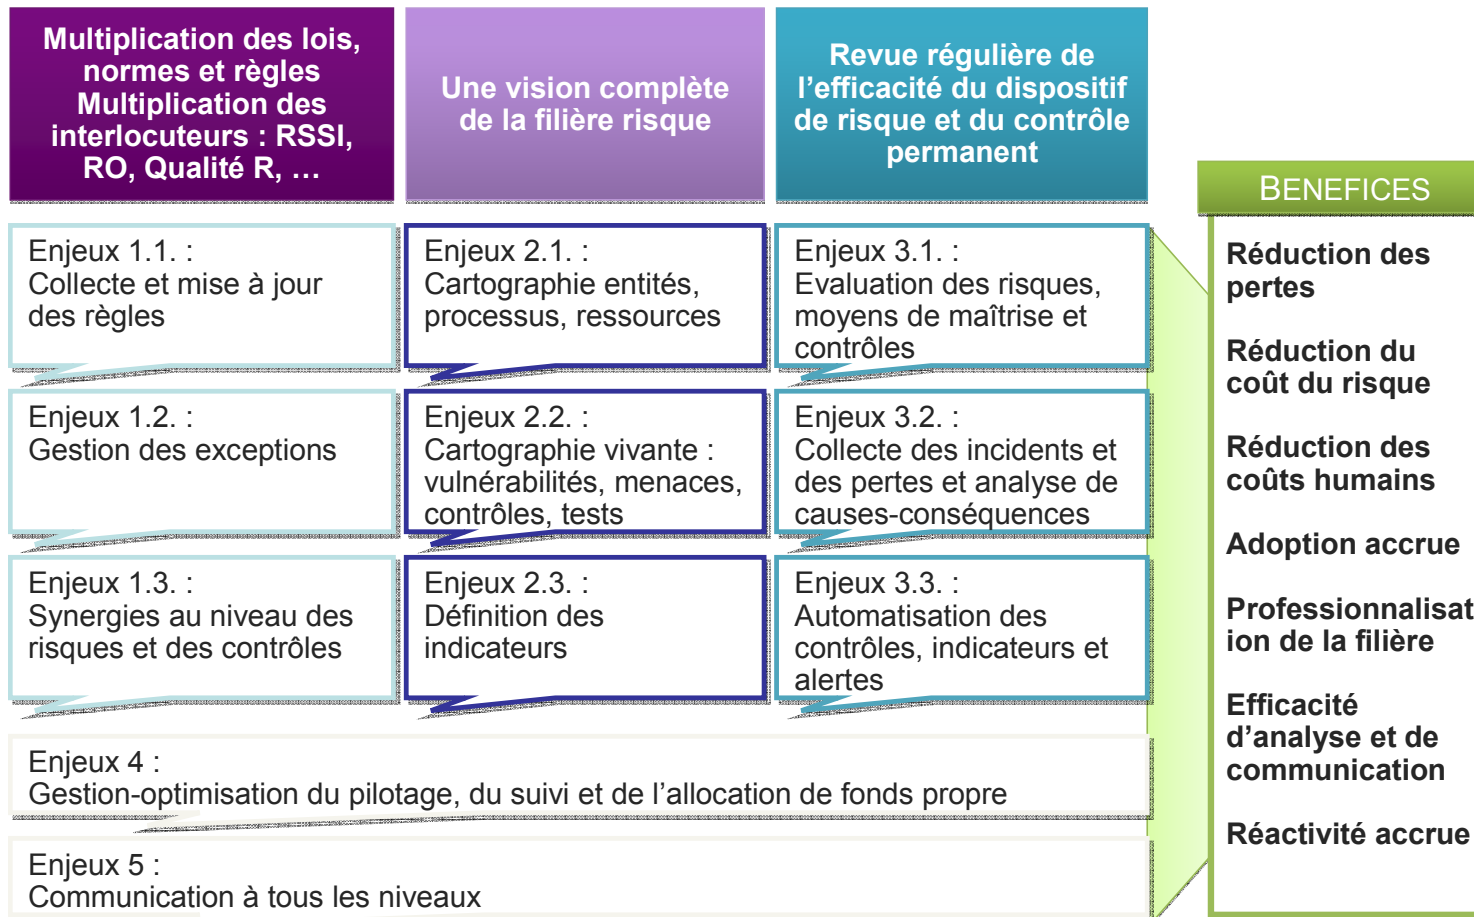 Multiplication des lois,
normes et règles
Multiplication des
interlocuteurs : RSSI,
RO, Qualité R, …
Une vision complète
de la filière risque
Revue régulière de
l’efficacité du dispositif
de risque et du contrôle
permanent
Enjeux 1.1. :
Collecte et mise à jour
des règles
Enjeux 2.1. :
Cartographie entités,
processus, ressources
Enjeux 3.1. :
Evaluation des risques,
moyens de maîtrise et
contrôles
Enjeux 1.2. :
Gestion des exceptions
Enjeux 2.2. :
Cartographie vivante :
vulnérabilités, menaces,
contrôles, tests
Enjeux 3.2. :
Collecte des incidents et
des pertes et analyse de
causes-conséquences
Enjeux 1.3. :
Synergies au niveau des
risques et des contrôles
Enjeux 2.3. :
Définition des
indicateurs
Enjeux 3.3. :
Automatisation des
contrôles, indicateurs et
alertes
Enjeux 4 :
Gestion-optimisation du pilotage, du suivi et de l’allocation de fonds propre
Enjeux 5 :
Communication à tous les niveaux
BENEFICES
Réduction des
pertes
Réduction du
coût du risque
Réduction des
coûts humains
Adoption accrue
Professionnalisat
ion de la filière
Efficacité
d’analyse et de
communication
Réactivité accrue